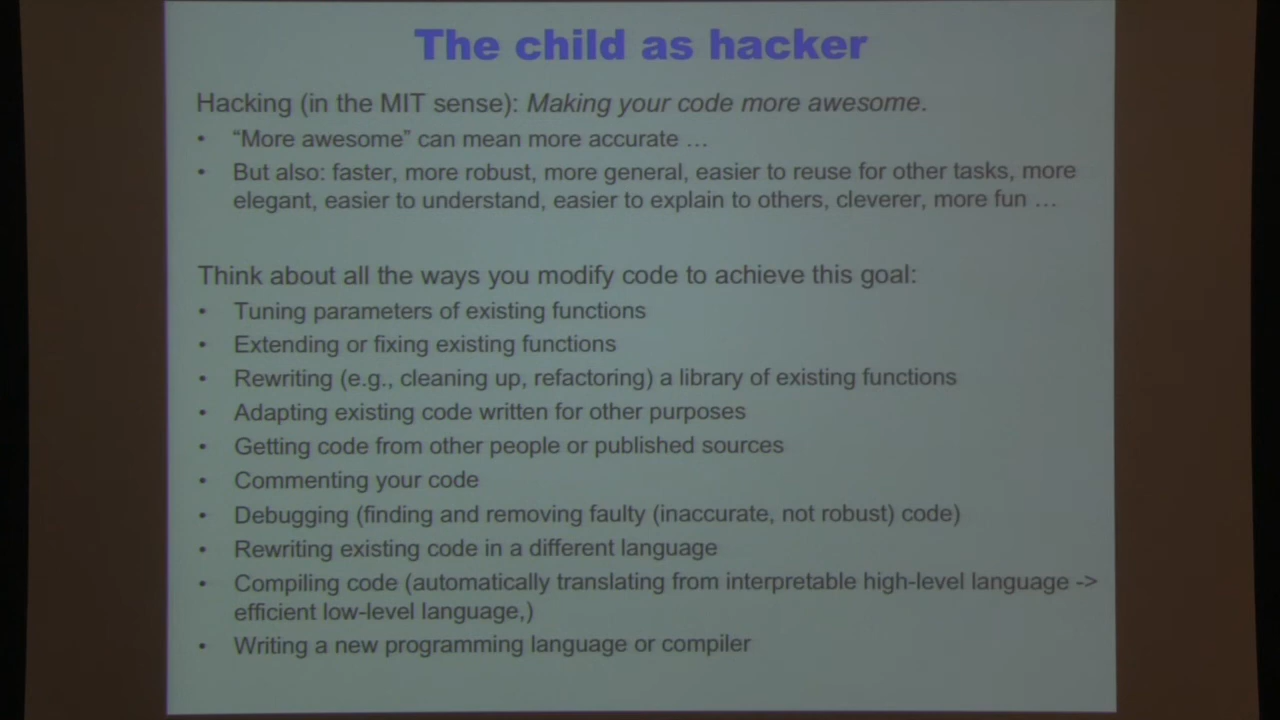 The child as hacker
Hacking (in the MIT sense): Making your code more awesome.
• “More awesome” can mean more accurate …
• But also: faster, more robust, more general, easier to reuse for other tasks, more
elegant, easier to understand, easier to explain to others, cleverer, more fun …
Think about all the ways you modify code to achieve this goal:
• Tuning parameters of existing functions
• Extending or fixing existing functions
• Rewriting (e.g., cleaning up, refactoring) a library of existing functions
• Adapting existing code written for other purposes
• Getting code from other people or published sources
• Commenting your code
• Debugging (finding and removing faulty (inaccurate, not robust) code)
• Rewriting existing code in a different language
• Compiling code (automatically translating from interpretable high-level language ->
efficient low-level language,)
• Writing a new programming language or compiler